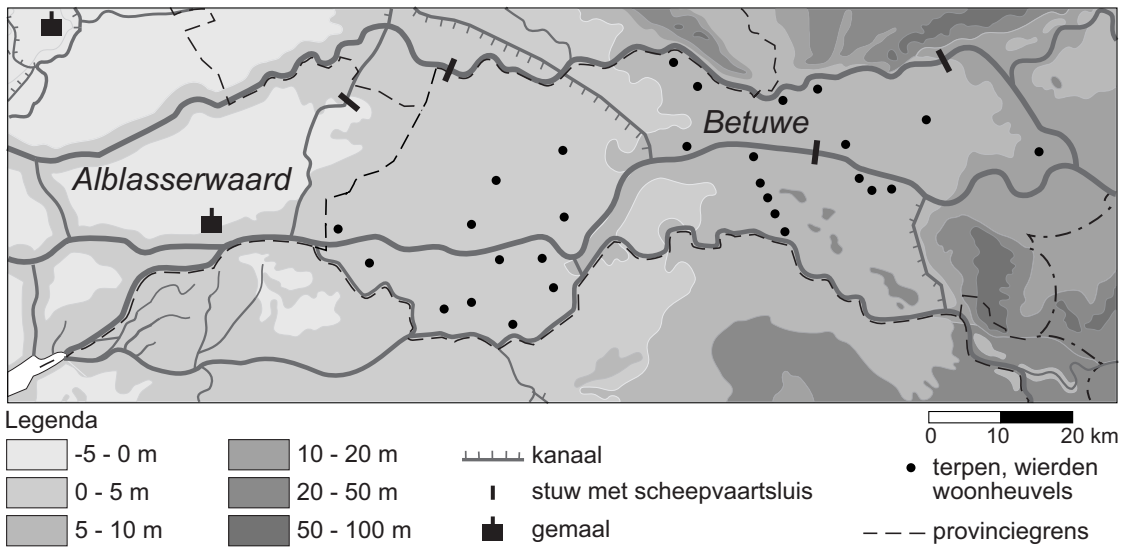 Betuwe
Alblasserwaard
Legenda
-5 - 0 m
0 - 5 m
5 - 10 m
10 - 20 m
20 - 50 m
50 - 100 m
kanaal
stuw met scheepvaartsluis
gemaal
0 10 20 km
terpen, wierden
woonheuvels
provinciegrens